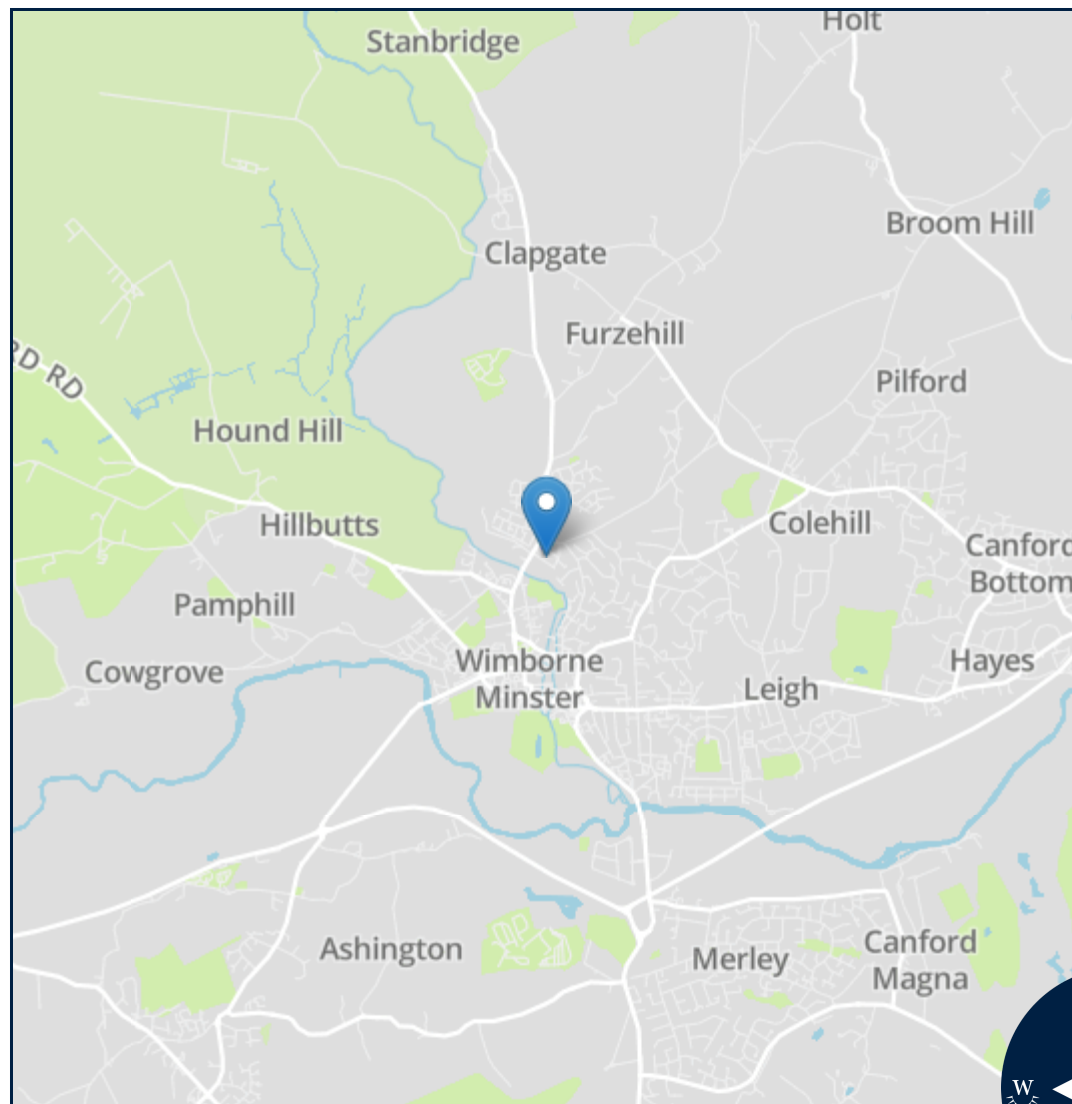 Holt
Stanbridge
Broom Hill
Clapgate
Furzehill
RD RD
Pilford
Hound Hill
Hillbutts
Colehill
Canford
Bottom
Pamphill
Wimborne
Minster
Hayes
Cowgrove
Leigh
Ashington
Merley
Canford
Magna
W